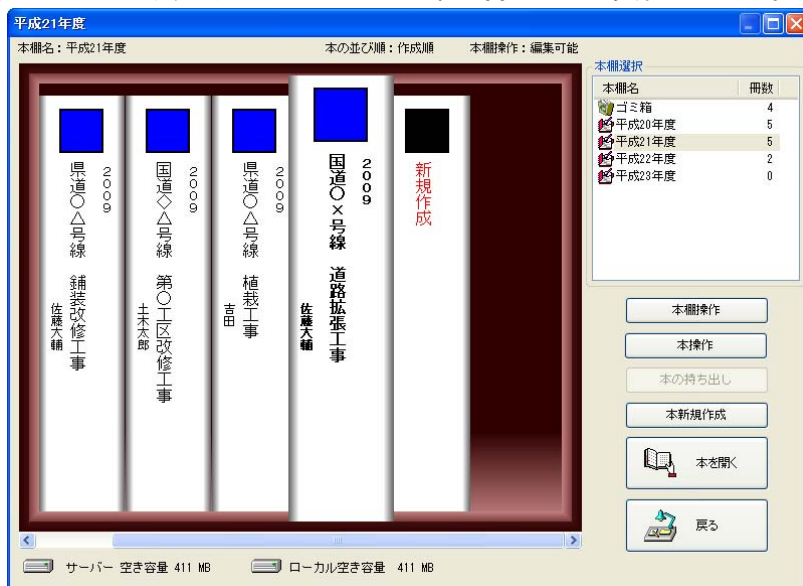 平成21年度
本棚名：平成21年度
本の並び順：作成順
本棚操作：編集可能
2009
県道○△号線 舗装改修工事
佐藤大輔
2009
国道◇△号線 第○工区改修工事
土木太郎
2009
県道○△号線 植栽工事
吉田
2009
国道○×号線 道路拡張工事
佐藤大輔
新規作成
本棚選択
本棚名 冊数
ゴミ箱 4
平成20年度 5
平成21年度 5
平成22年度 2
平成23年度 0
本棚操作
本操作
本の持ち出し
本新規作成
本を開く
戻る
サーバー 空き容量 411 MB
ローカル空き容量 411 MB